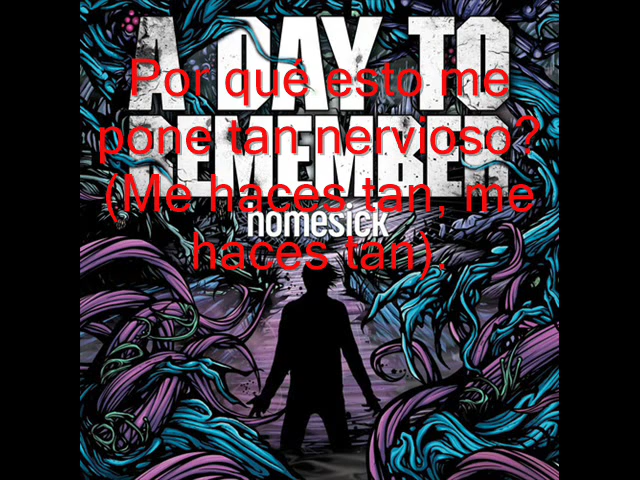 A DAY TO
REMEMBER
homesick
Por qué esto me
pone tan nervioso?
(Me haces tan, me
haces tan).